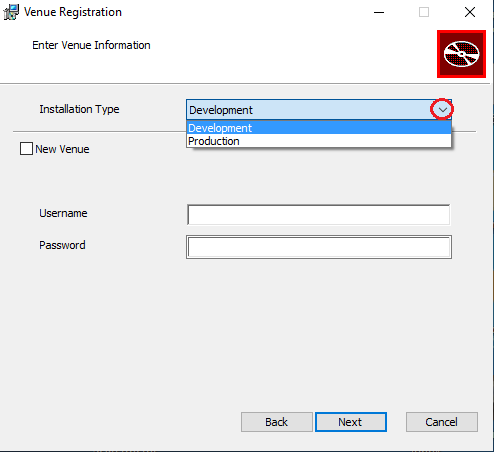 Venue Registration
Enter Venue Information
Installation Type
Development
Development
Production
New Venue
Username
Password
Back
Next
Cancel